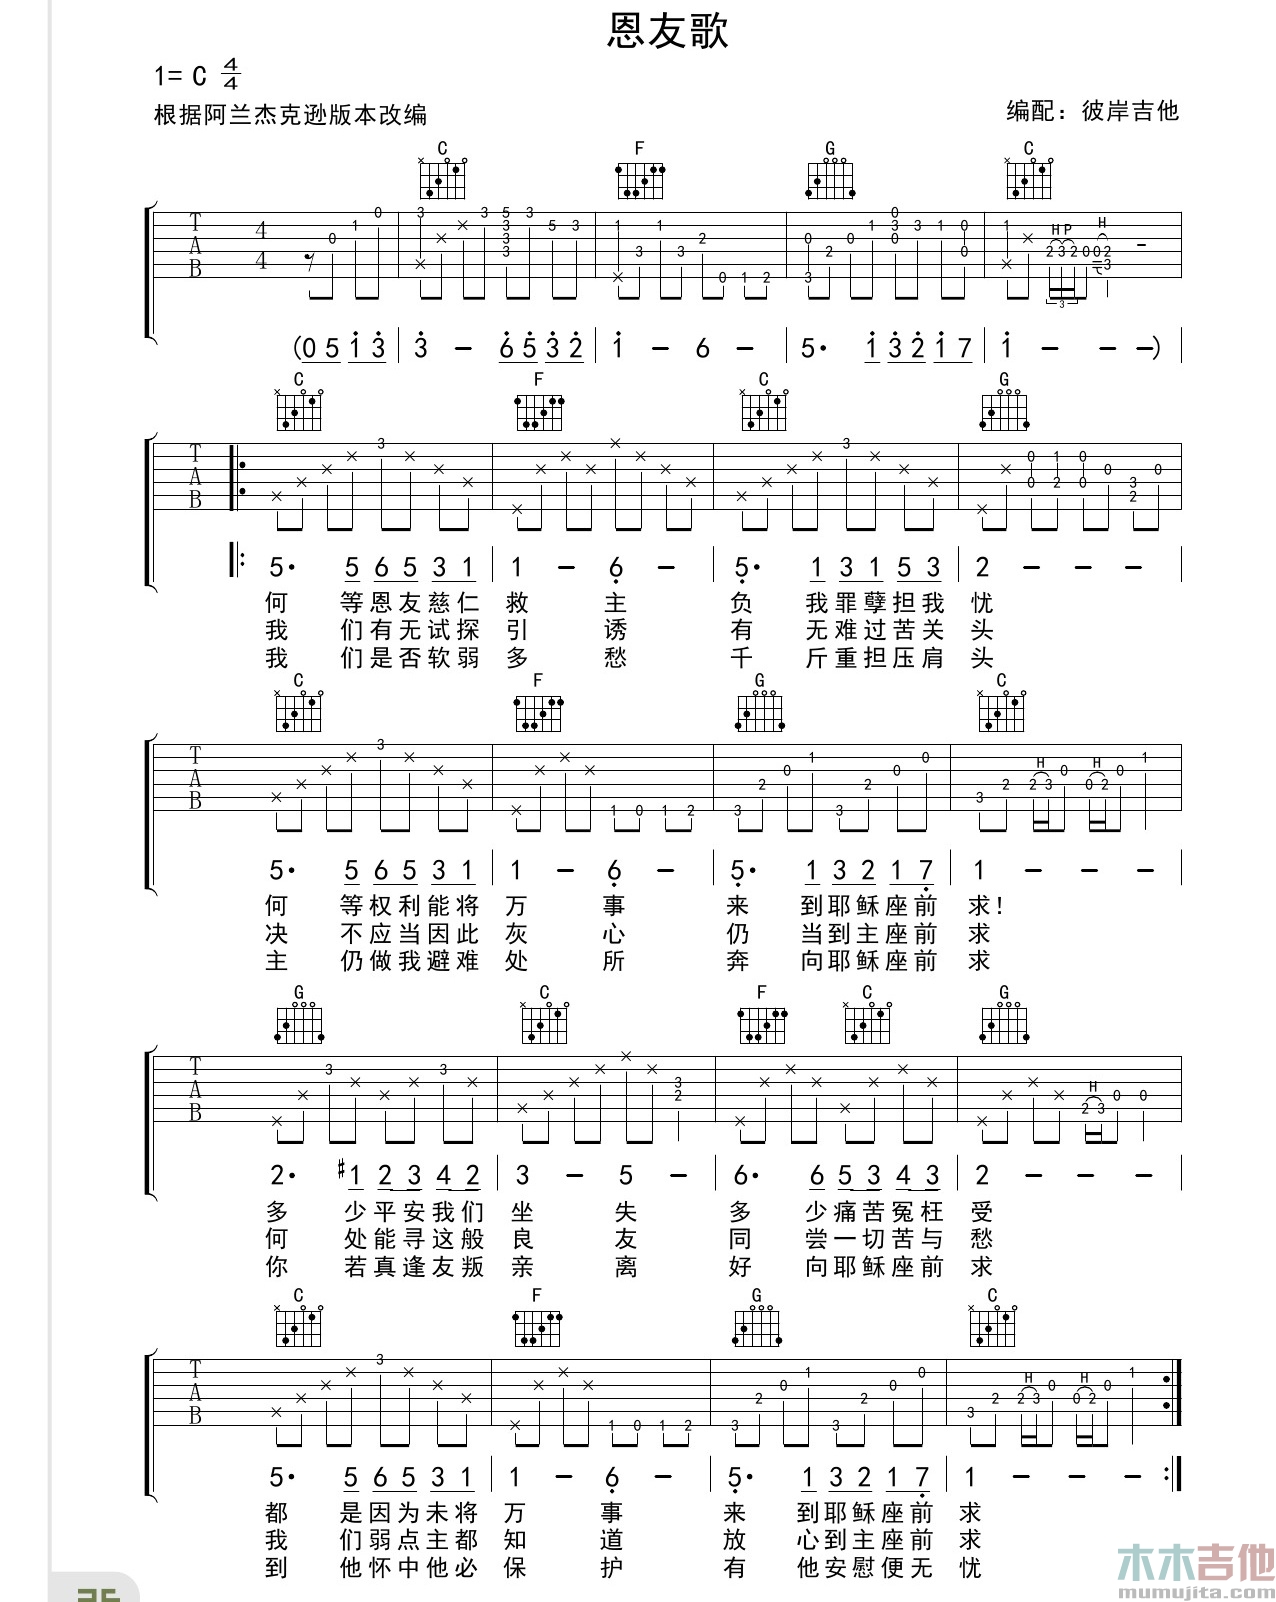 恩友歌
1= C 4/4
根据阿兰杰克逊版本改编
编配：彼岸吉他
C F G C
(0 5 1 3 3 – 6 5 3 2 1 – 6 – 5· 1 3 2 1 7 1 – – –)
C F C G
5· 5 6 5 3 1 1 – 6 – 5· 1 3 1 5 3 2 – – –
何 等恩友慈仁 救 主 负 我罪孽担我 忧
我 们有无试探 引 诱 有 无难过苦关 头
我 们是否软弱 多 愁 千 斤重担压肩 头
C F G C
5· 5 6 5 3 1 1 – 6 – 5· 1 3 2 1 7 1 – – –
何 等权利能将 万 事 来 到耶稣座前 求！
决 不应当因此 灰 心 仍 当到主座前 求
主 仍做我避难 处 所 奔 向耶稣座前 求
G C F C G
2· #1 2 3 4 2 3 – 5 – 6· 6 5 3 4 3 2 – – –
多 少平安我们 坐 失 多 少痛苦冤枉 受
何 处能寻这般 良 友 同 尝一切苦与 愁
你 若真逢友叛 亲 离 好 向耶稣座前 求
C F G C
5· 5 6 5 3 1 1 – 6 – 5· 1 3 2 1 7 1 – – –
都 是因为未将 万 事 来 到耶稣座前 求
我 们弱点主都 知 道 放 心到主座前 求
到 他怀中他必 保 护 有 他安慰便无 忧
木木吉他
mumujita.com